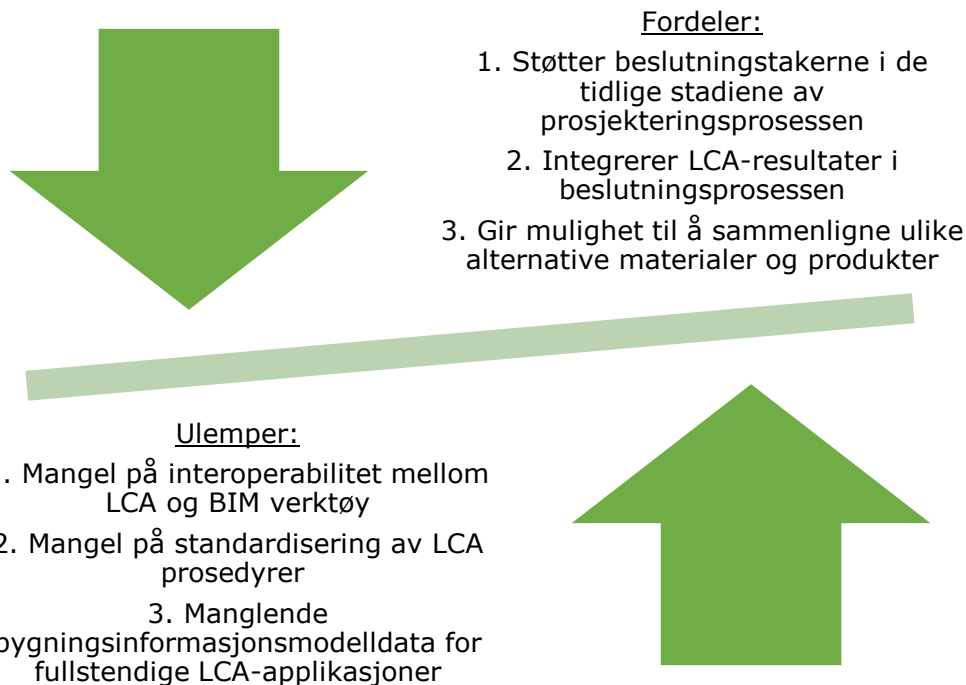 Fordeler:
1. Støtter beslutningstakerne i de
tidlige stadiene av
prosjekteringsprosessen
2. Integrerer LCA-resultater i
beslutningsprosessen
3. Gir mulighet til å sammenligne ulike
alternative materialer og produkter
Ulemper:
. Mangel på interoperabilitet mellom
LCA og BIM verktøy
2. Mangel på standardisering av LCA
prosedyrer
3. Manglende
bygningsinformasjonsmodelldata for
fullstendige LCA-applikasjoner